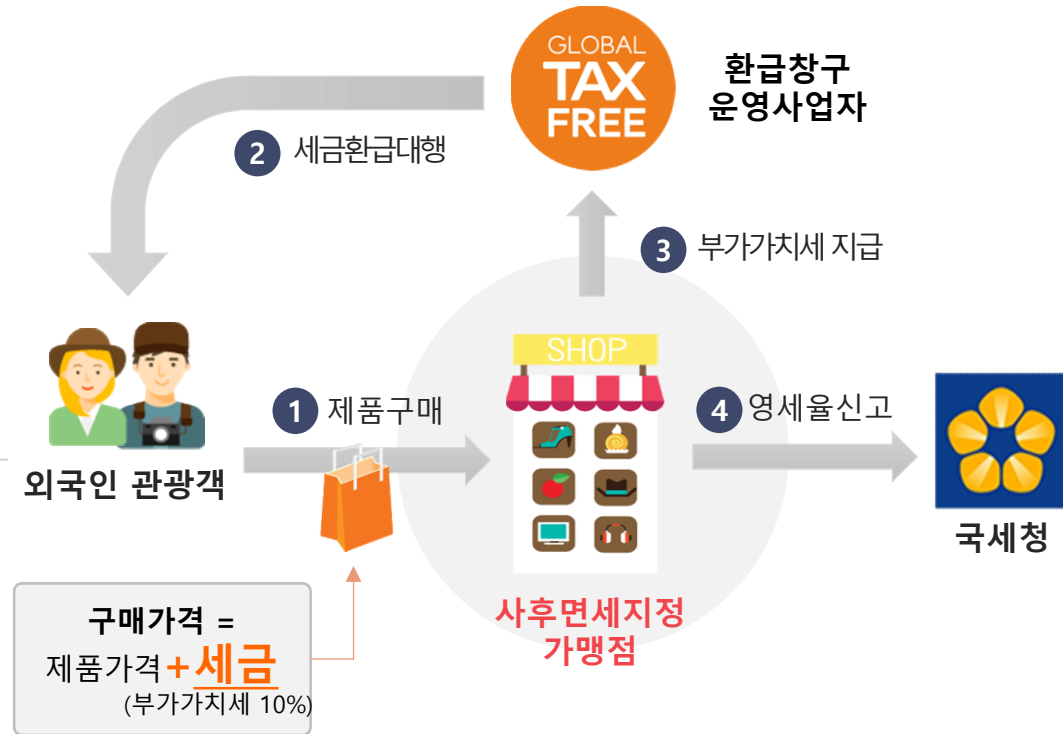 GLOBAL
TAX
FREE
환급창구
운영사업자
2 세금환급대행
3 부가가치세 지급
SHOP
1 제품구매
4 영세율신고
외국인 관광객
국세청
사후면세지정
가맹점
구매가격 =
제품가격+세금
(부가가치세 10%)